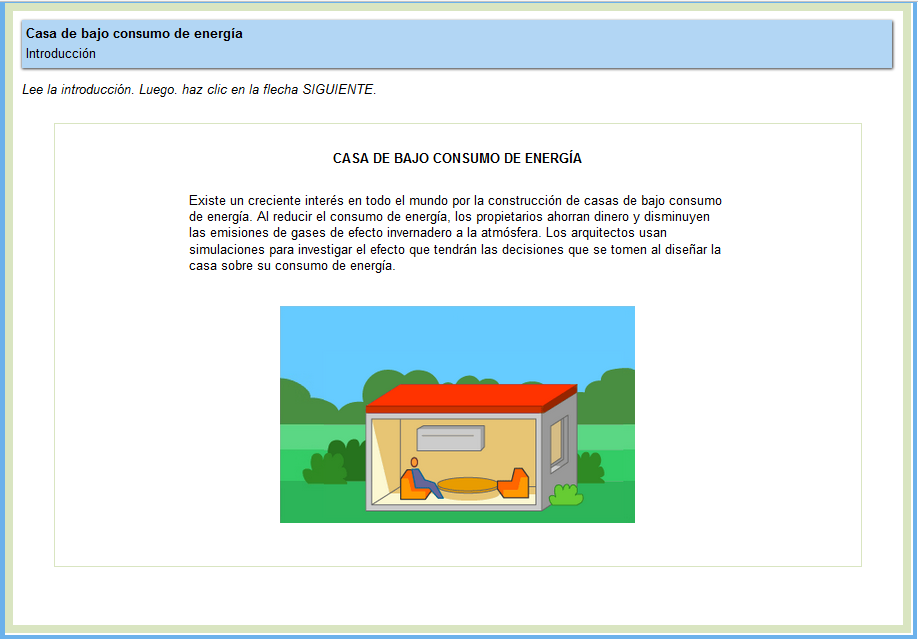 Casa de bajo consumo de energía
Introducción
Lee la introducción. Luego. haz clic en la flecha SIGUIENTE.
CASA DE BAJO CONSUMO DE ENERGÍA
Existe un creciente interés en todo el mundo por la construcción de casas de bajo consumo
de energía. Al reducir el consumo de energía, los propietarios ahorran dinero y disminuyen
las emisiones de gases de efecto invernadero a la atmósfera. Los arquitectos usan
simulaciones para investigar el efecto que tendrán las decisiones que se tomen al diseñar la
casa sobre su consumo de energía.